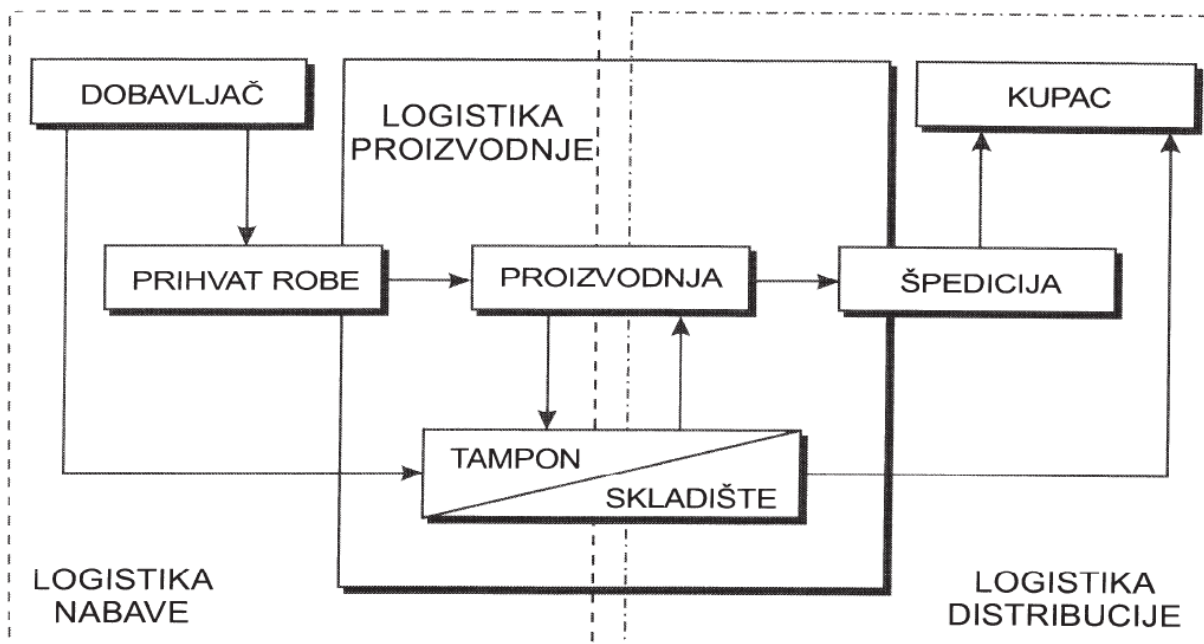 DOBAVLJAČ
KUPAC
LOGISTIKA
PROIZVODNJE
PRIHVAT ROBE
PROIZVODNJA
ŠPEDICIJA
TAMPON
SKLADIŠTE
LOGISTIKA
NABAVE
LOGISTIKA
DISTRIBUCIJE